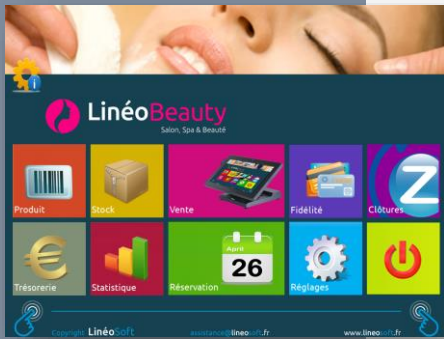 LinéoBeauty
Salon, Spa & Beauté
Produit
Stock
Vente
Fidélité
Z
Clôtures
Trésorerie
Statistique
April
26
Réservation
Réglages
Copyright LinéoSoft
assistance@lineosoft.fr
www.lineosoft.fr